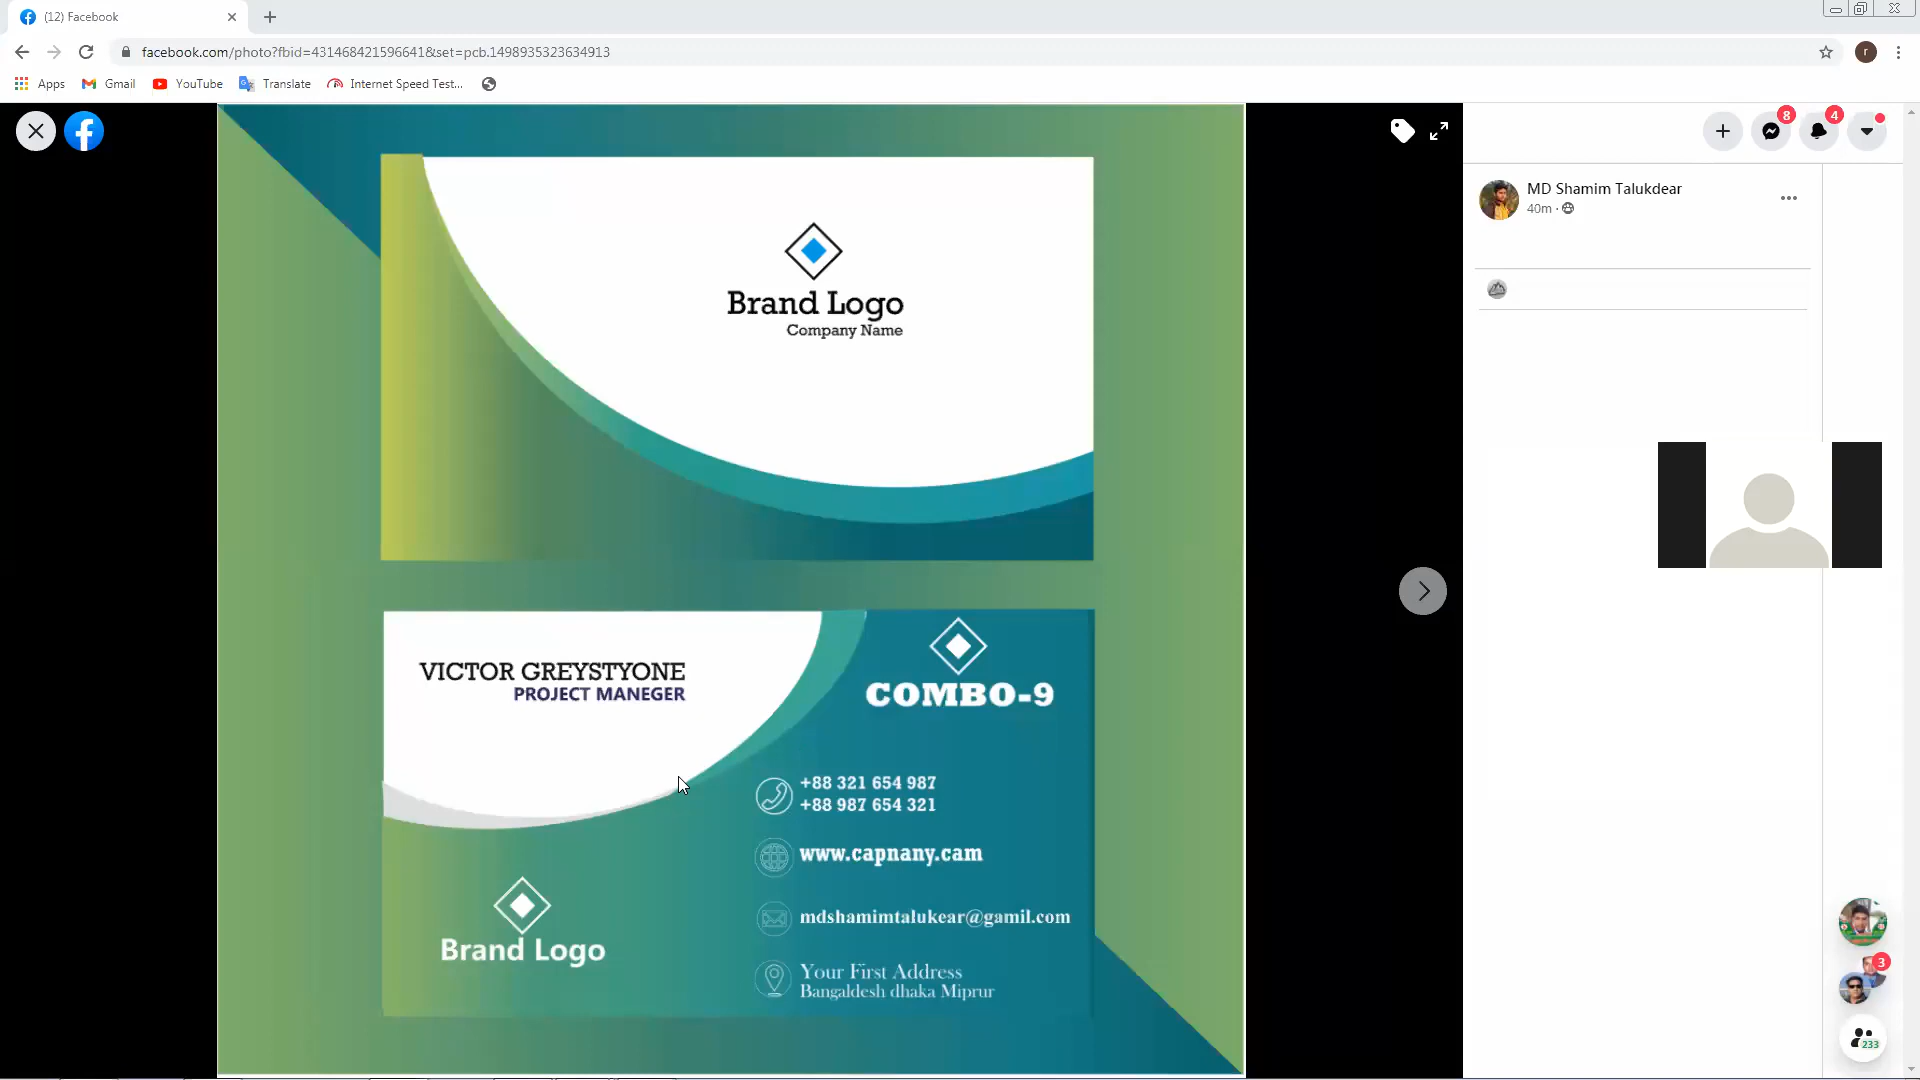 (12) Facebook
facebook.com/photo?fbid=431468421596641&set=pcb.1498935323634913
r
Apps
Gmail
YouTube
Translate
Internet Speed Test...
8
4
MD Shamim Talukdear
40m ·
Brand Logo
Company Name
VICTOR GREYSTYONE
PROJECT MANEGER
COMBO-9
+88 321 654 987
+88 987 654 321
www.capnany.cam
mdshamimtalukear@gamil.com
Brand Logo
Your First Address
Bangaldesh dhaka Miprur
3
233